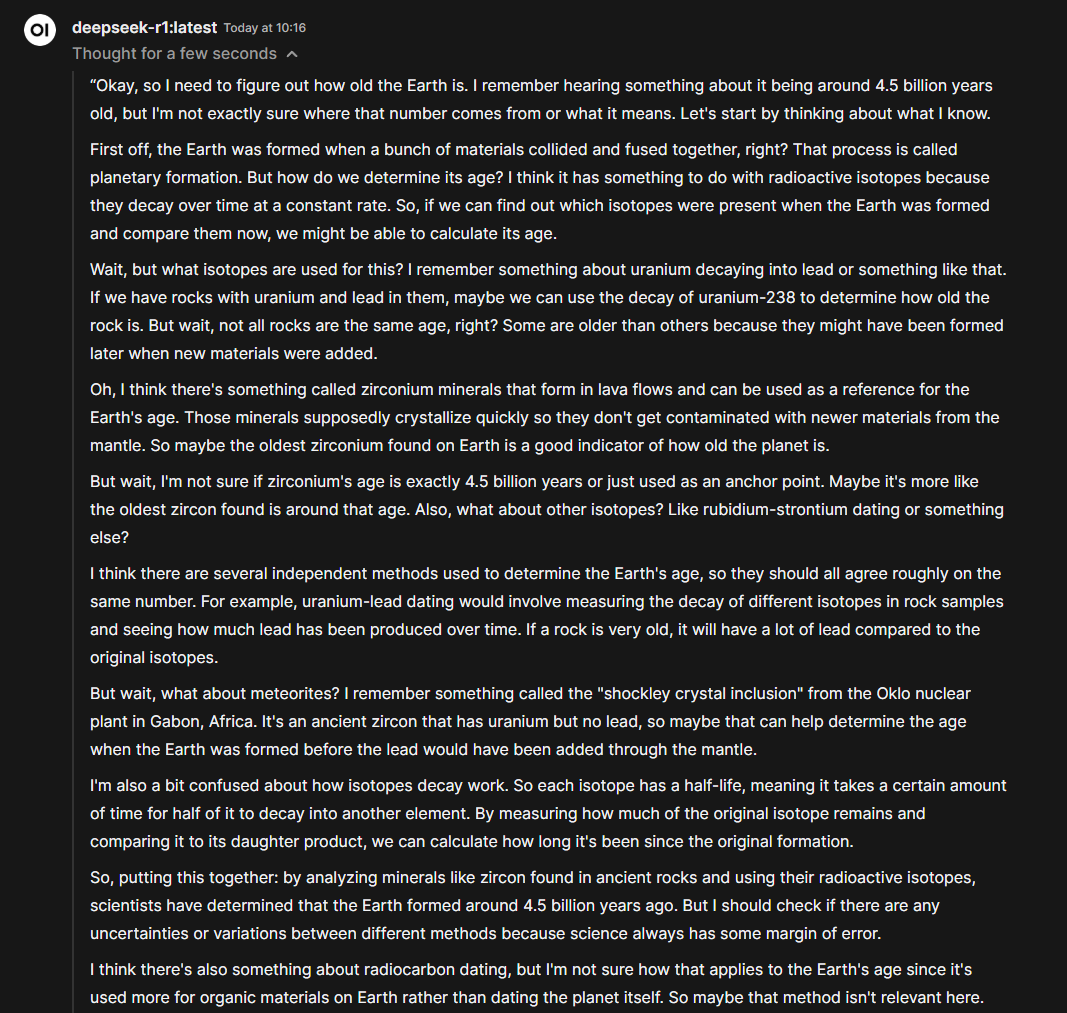 OI
deepseek-r1:latest Today at 10:16
Thought for a few seconds
“Okay, so I need to figure out how old the Earth is. I remember hearing something about it being around 4.5 billion years
old, but I'm not exactly sure where that number comes from or what it means. Let's start by thinking about what I know.
First off, the Earth was formed when a bunch of materials collided and fused together, right? That process is called
planetary formation. But how do we determine its age? I think it has something to do with radioactive isotopes because
they decay over time at a constant rate. So, if we can find out which isotopes were present when the Earth was formed
and compare them now, we might be able to calculate its age.
Wait, but what isotopes are used for this? I remember something about uranium decaying into lead or something like that.
If we have rocks with uranium and lead in them, maybe we can use the decay of uranium-238 to determine how old the
rock is. But wait, not all rocks are the same age, right? Some are older than others because they might have been formed
later when new materials were added.
Oh, I think there's something called zirconium minerals that form in lava flows and can be used as a reference for the
Earth's age. Those minerals supposedly crystallize quickly so they don't get contaminated with newer materials from the
mantle. So maybe the oldest zirconium found on Earth is a good indicator of how old the planet is.
But wait, I'm not sure if zirconium's age is exactly 4.5 billion years or just used as an anchor point. Maybe it's more like
the oldest zircon found is around that age. Also, what about other isotopes? Like rubidium-strontium dating or something
else?
I think there are several independent methods used to determine the Earth's age, so they should all agree roughly on the
same number. For example, uranium-lead dating would involve measuring the decay of different isotopes in rock samples
and seeing how much lead has been produced over time. If a rock is very old, it will have a lot of lead compared to the
original isotopes.
But wait, what about meteorites? I remember something called the "shockley crystal inclusion" from the Oklo nuclear
plant in Gabon, Africa. It's an ancient zircon that has uranium but no lead, so maybe that can help determine the age
when the Earth was formed before the lead would have been added through the mantle.
I'm also a bit confused about how isotopes decay work. So each isotope has a half-life, meaning it takes a certain amount
of time for half of it to decay into another element. By measuring how much of the original isotope remains and
comparing it to its daughter product, we can calculate how long it's been since the original formation.
So, putting this together: by analyzing minerals like zircon found in ancient rocks and using their radioactive isotopes,
scientists have determined that the Earth formed around 4.5 billion years ago. But I should check if there are any
uncertainties or variations between different methods because science always has some margin of error.
I think there's also something about radiocarbon dating, but I'm not sure how that applies to the Earth's age since it's
used more for organic materials on Earth rather than dating the planet itself. So maybe that method isn't relevant here.